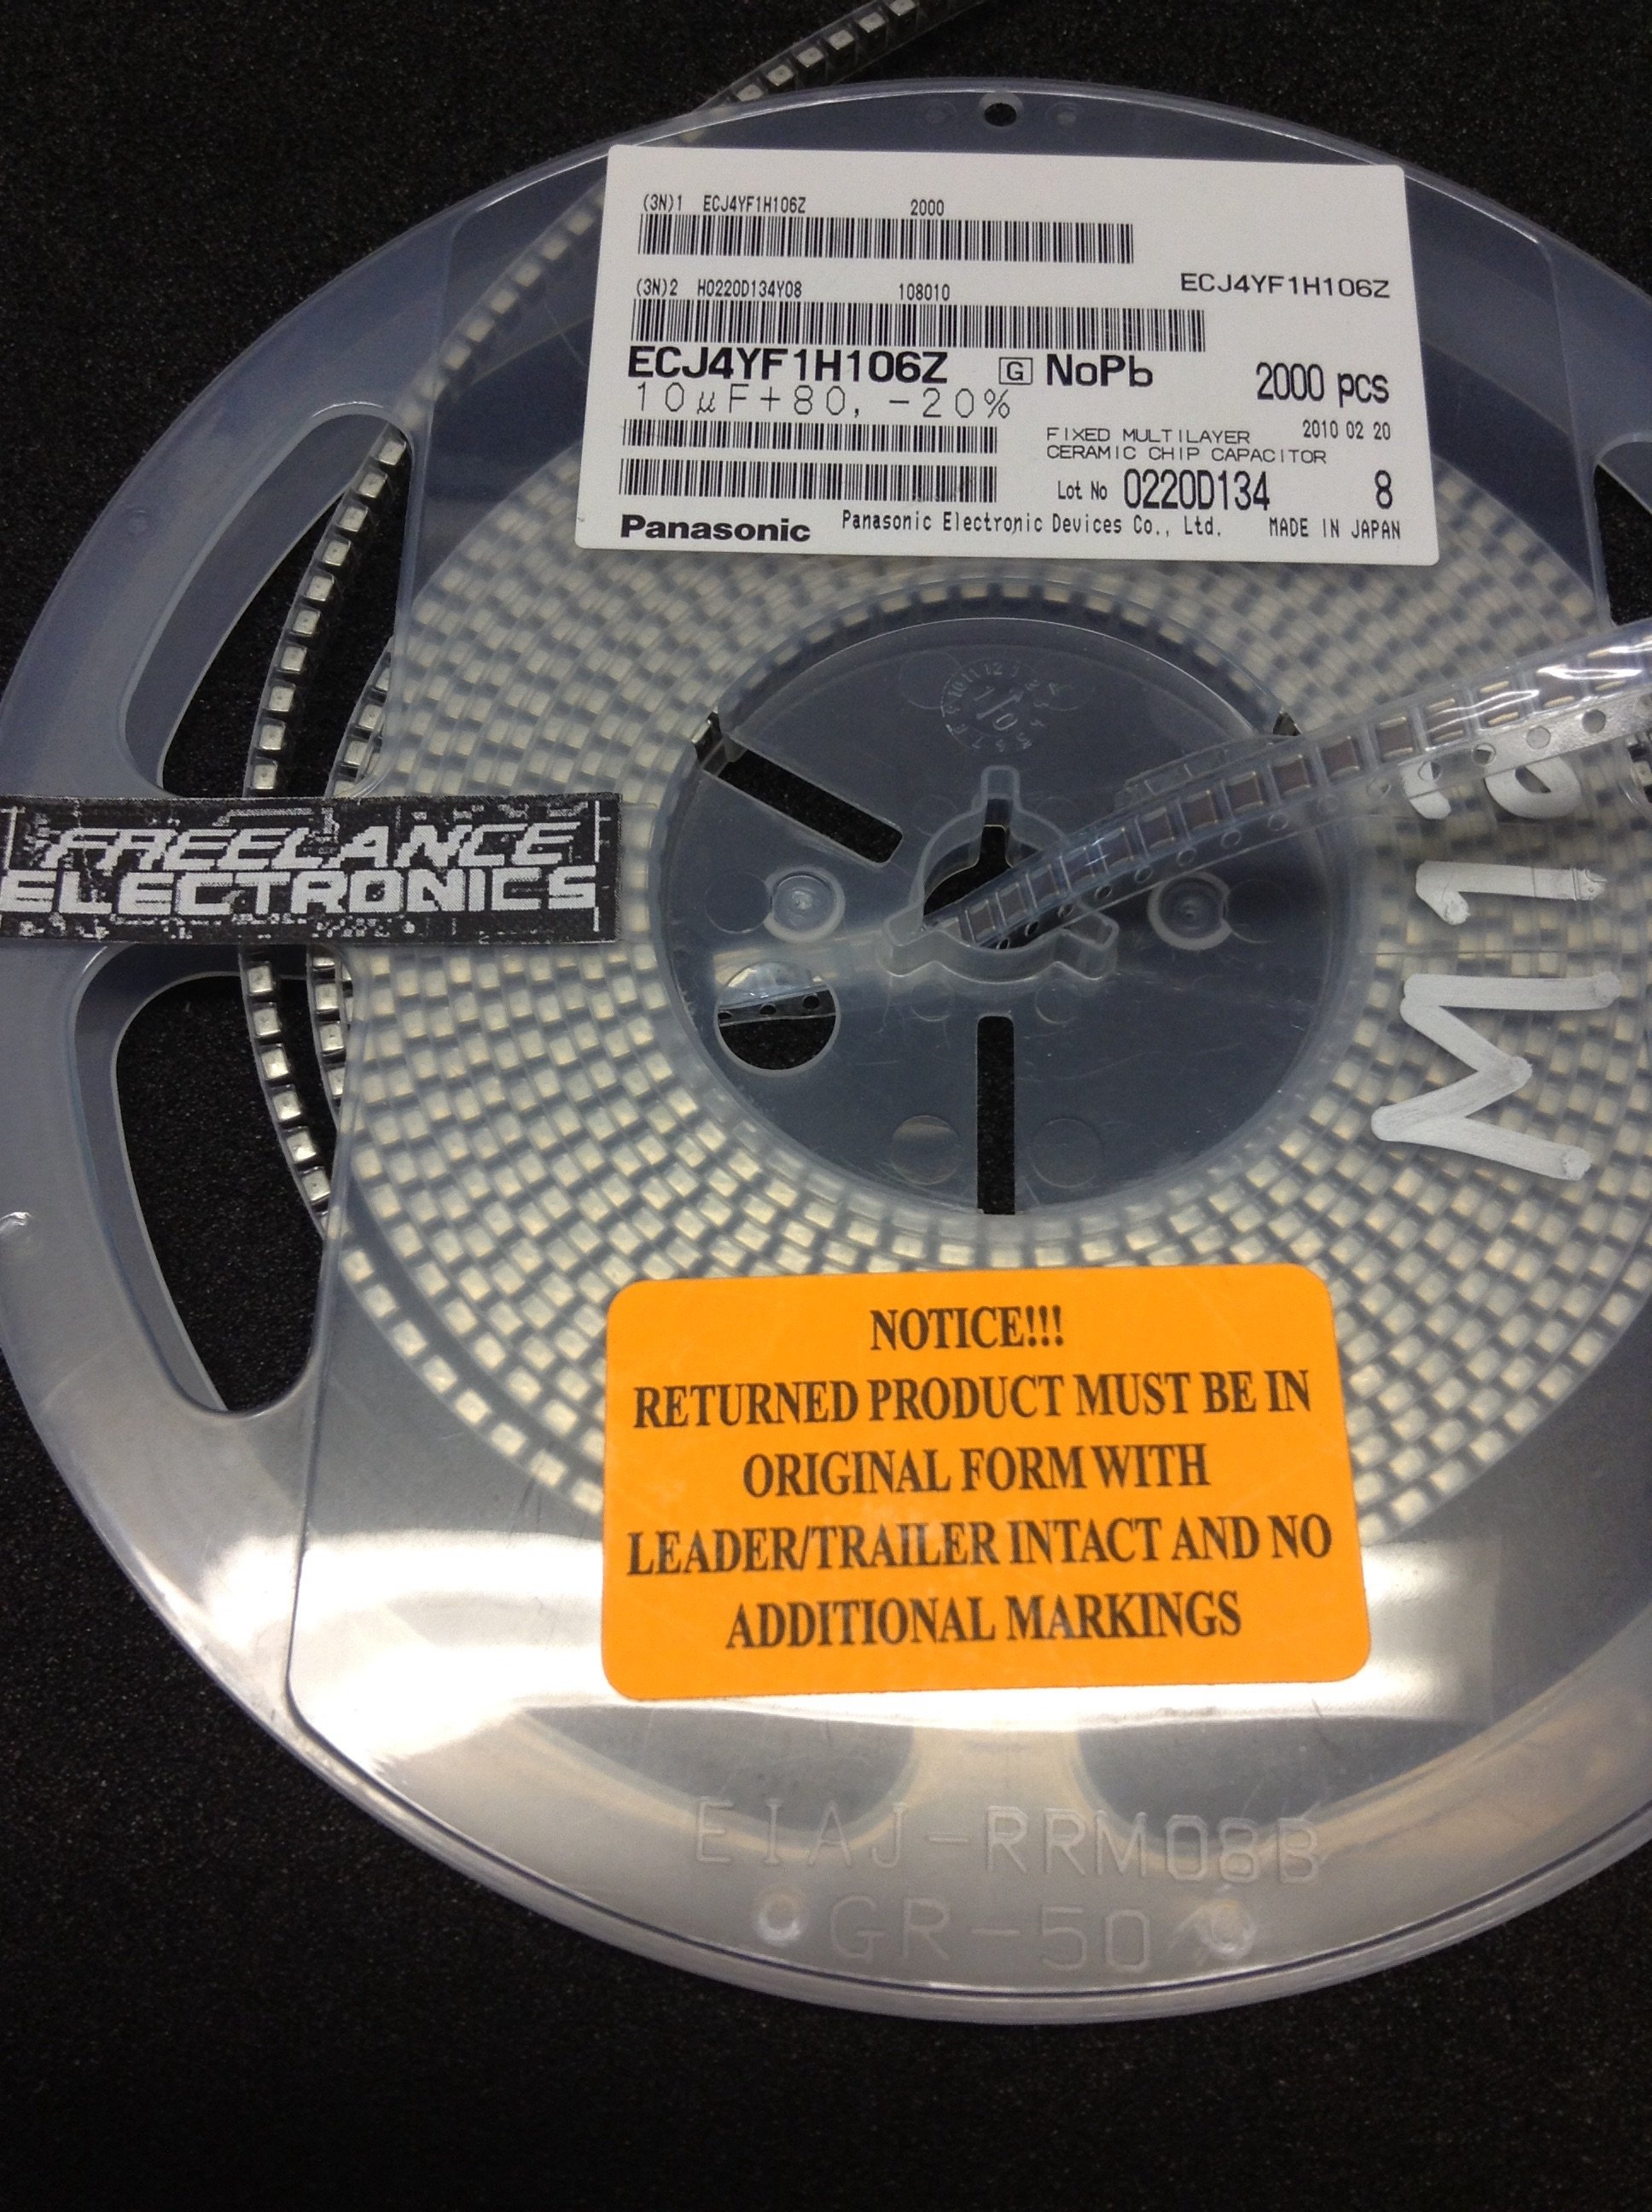 (3N)1 ECJ4YF1H106Z 2000
(3N)2 H0220D134Y08 108010
ECJ4YF1H106Z
ECJ4YF1H106Z G NoPb 2000 pcs
10μF+80, -20%
FIXED MULTILAYER 2010 02 20
CERAMIC CHIP CAPACITOR
Lot No 0220D134 8
Panasonic Panasonic Electronic Devices Co., Ltd. MADE IN JAPAN
FREELANCE
ELECTRONICS
NOTICE!!!
RETURNED PRODUCT MUST BE IN
ORIGINAL FORM WITH
LEADER/TRAILER INTACT AND NO
ADDITIONAL MARKINGS
EIAJ-RRM08B
GR-50